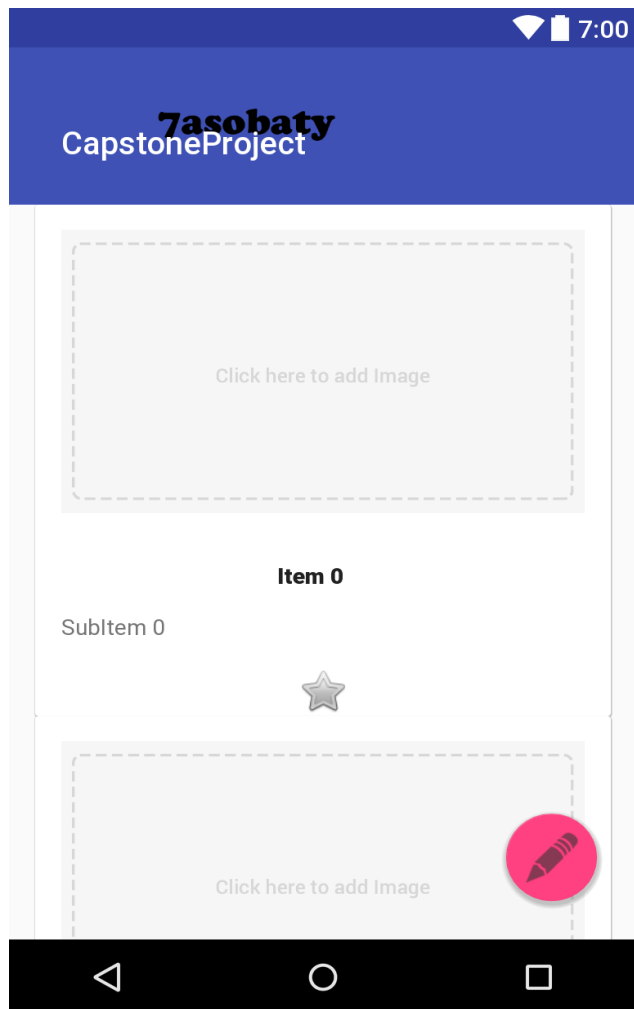 7:00
7asobaty
CapstoneProject
Click here to add Image
Item 0
SubItem 0
Click here to add Image